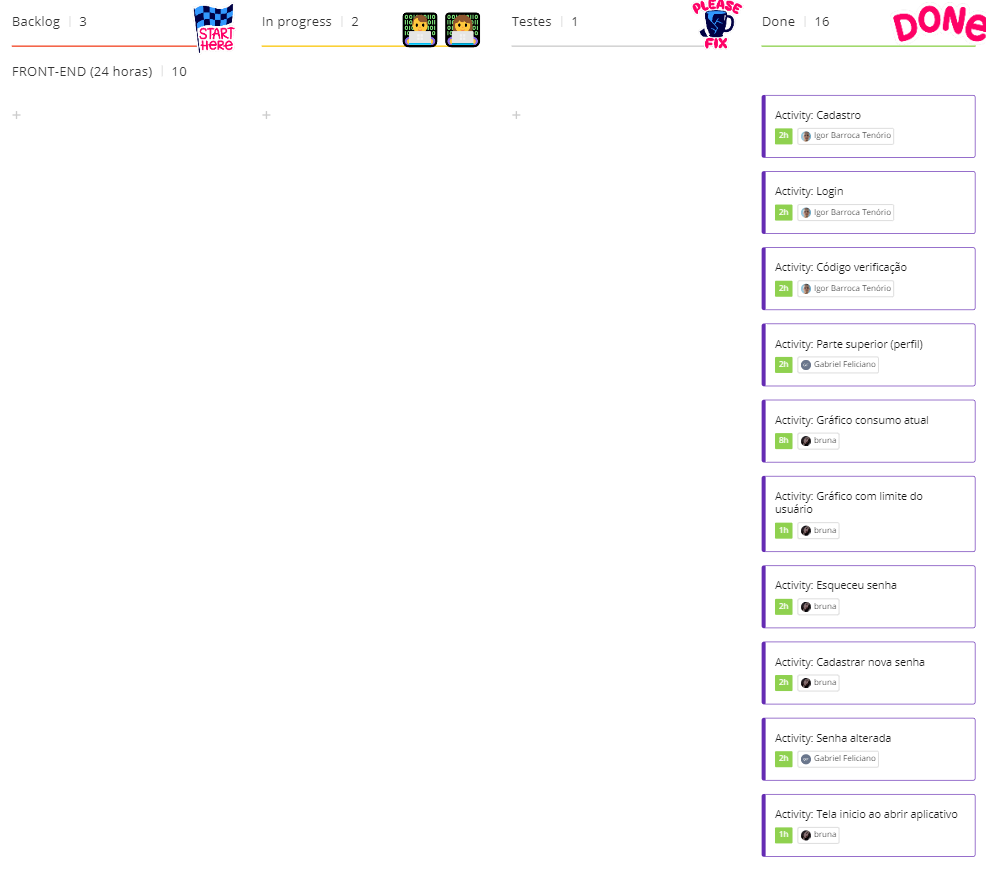 Backlog 3
START HERE
In progress 2
Testes 1
PLEASE FIX
Done 16
DONE
FRONT-END (24 horas) 10
+
+
+
Activity: Cadastro
2h Igor Barroca Tenório
Activity: Login
2h Igor Barroca Tenório
Activity: Código verificação
2h Igor Barroca Tenório
Activity: Parte superior (perfil)
2h Gabriel Feliciano
Activity: Gráfico consumo atual
8h bruna
Activity: Gráfico com limite do
usuário
1h bruna
Activity: Esqueceu senha
2h bruna
Activity: Cadastrar nova senha
2h bruna
Activity: Senha alterada
2h Gabriel Feliciano
Activity: Tela inicio ao abrir aplicativo
1h bruna